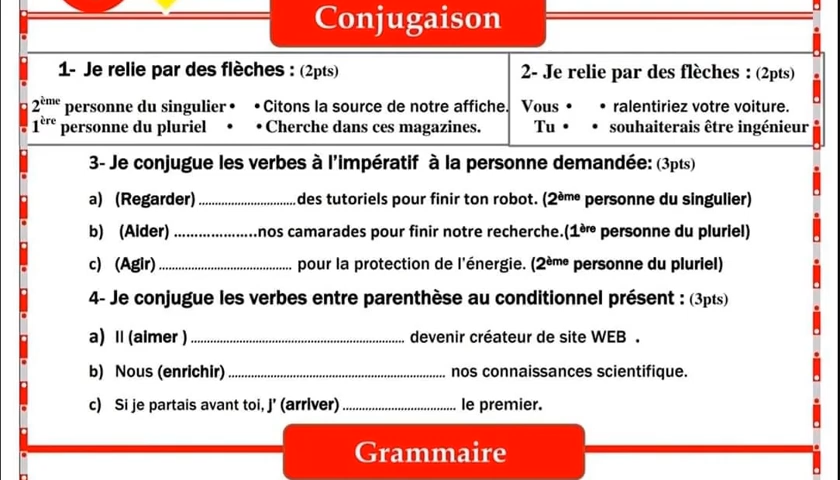 Conjugaison
1- Je relie par des flèches : (2pts)
2ème personne du singulier • • Citons la source de notre affiche.
1ère personne du pluriel • • Cherche dans ces magazines.
2- Je relie par des flèches : (2pts)
Vous • • ralentiriez votre voiture.
Tu • • souhaiterais être ingénieur
3- Je conjugue les verbes à l'impératif à la personne demandée: (3pts)
a) (Regarder) .............................des tutoriels pour finir ton robot. (2ème personne du singulier)
b) (Aider) ...................nos camarades pour finir notre recherche.(1ère personne du pluriel)
c) (Agir) ....................................... pour la protection de l'énergie. (2ème personne du pluriel)
4- Je conjugue les verbes entre parenthèse au conditionnel présent : (3pts)
a) Il (aimer ) ................................................................ devenir créateur de site WEB .
b) Nous (enrichir) ................................................................ nos connaissances scientifique.
c) Si je partais avant toi, J' (arriver) .................................. le premier.
Grammaire